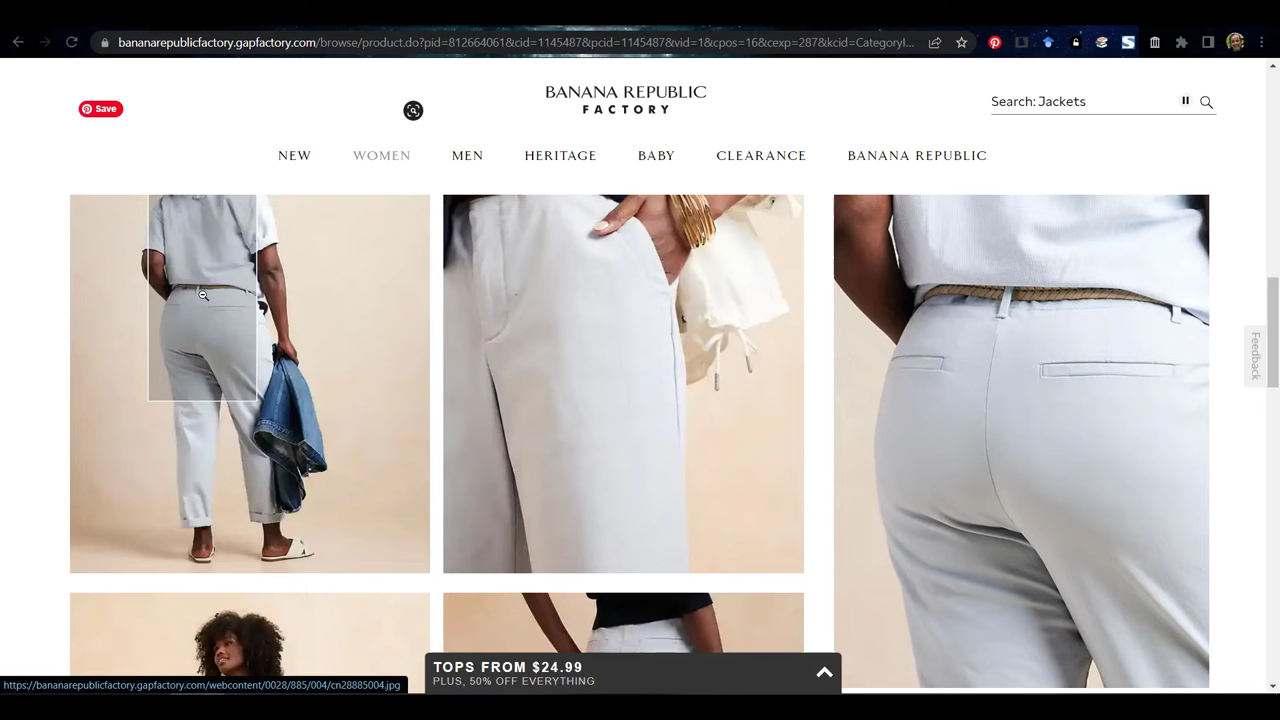 bananarepublicfactory.gapfactory.com/browse/product.do?pid=812664061&cid=1145487&pcid=1145487&vid=1&cpos=16&cexp=287&kcid=CategoryI...
Save
BANANA REPUBLIC
FACTORY
Search: Jackets
NEW WOMEN MEN HERITAGE BABY CLEARANCE BANANA REPUBLIC
Feedback
TOPS FROM $24.99
PLUS, 50% OFF EVERYTHING
https://bananarepublicfactory.gapfactory.com/webcontent/0028/885/004/cn28885004.jpg